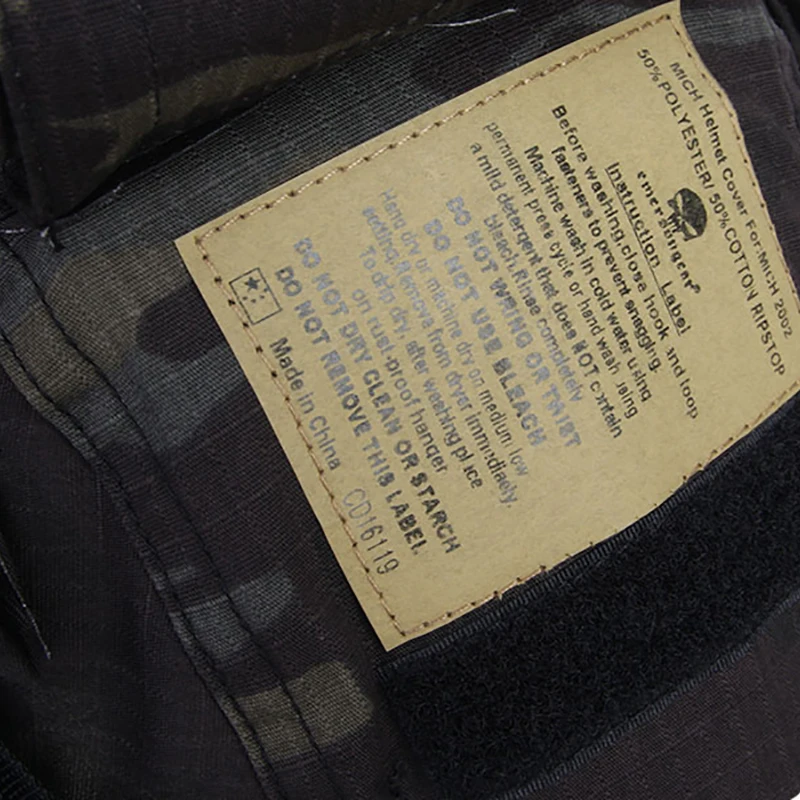 MICH Helmet Cover For:MICH 2002
50% POLYESTER/ 50% COTTON RIPSTOP
emersongear®
Instruction Label
Before washing,close hook and loop
fasteners to prevent snagging.
Machine wash in cold water using
permanent press cycle or hand wash using
a mild detergent that does NOT contain
bleach.Rinse completely
DO NOT WRING OR TWIST
DO NOT USE BLEACH
Hang dry or machine dry on medium low
setting.Remove from dryer immediaely.
To drip dry, after washing place
on rust-proof hanger
DO NOT DRY CLEAN OR STARCH
DO NOT REMOVE THIS LABEL.
Made in China
CD16119